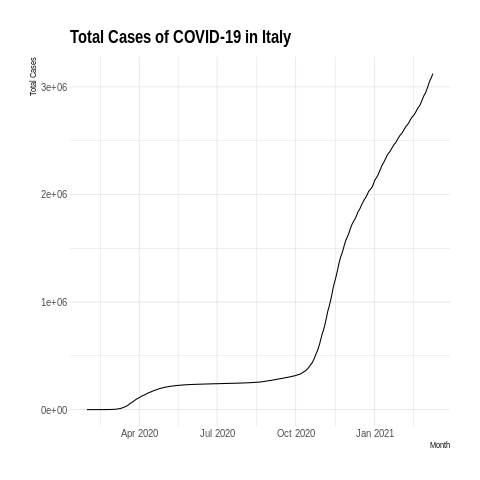 Total Cases of COVID-19 in Italy
Total Cases
3e+06
2e+06
1e+06
0e+00
Apr 2020
Jul 2020
Oct 2020
Jan 2021
Month